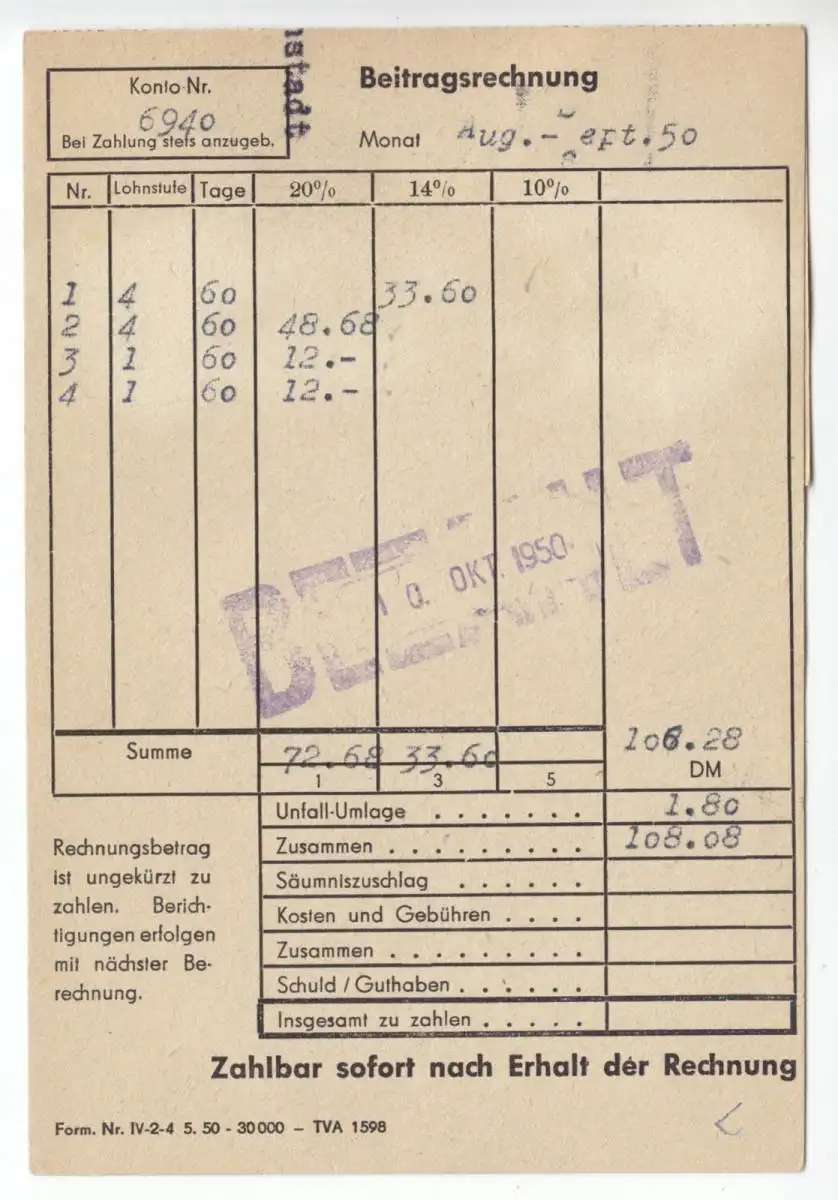 nstadt
Beitragsrechnung
Konto-Nr.
6940
Bei Zahlung stets anzugeb.
Monat Aug.-Sept.50
Nr. Lohnstufe Tage 20% 14% 10%
1 4 60 33.60
2 4 60 48.68
3 1 60 12.-
4 1 60 12.-
BEZAHLT
0. OKT. 1950
Summe 72.68 33.60 106.28
1 3 5 DM
Unfall-Umlage . . . . . . . 1.80
Zusammen . . . . . . . . . 108.08
Säumniszuschlag . . . . . .
Kosten und Gebühren . . . .
Zusammen . . . . . . . . .
Schuld / Guthaben . . . . . .
Insgesamt zu zahlen . . . . .
Rechnungsbetrag
ist ungekürzt zu
zahlen. Berich-
tigungen erfolgen
mit nächster Be-
rechnung.
Zahlbar sofort nach Erhalt der Rechnung
Form. Nr. IV-2-4 5. 50 - 30000 – TVA 1598